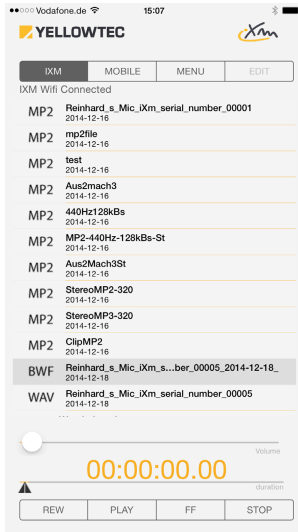 Vodafone.de 15:07
YELLOWTEC iXm
IXM MOBILE MENU EDIT
IXM Wifi Connected
MP2 Reinhard_s_Mic_iXm_serial_number_00001
2014-12-16
MP2 mp2file
2014-12-16
MP2 test
2014-12-16
MP2 Aus2mach3
2014-12-16
MP2 440Hz128kBs
2014-12-16
MP2 MP2-440Hz-128kBs-St
2014-12-16
MP2 Aus2Mach3St
2014-12-16
MP2 StereoMP2-320
2014-12-16
MP2 StereoMP3-320
2014-12-16
MP2 ClipMP2
2014-12-16
BWF Reinhard_s_Mic_iXm_s...ber_00005_2014-12-18_
2014-12-18
WAV Reinhard_s_Mic_iXm_serial_number_00005
2014-12-18
Volume
00:00:00.00
duration
REW PLAY FF STOP